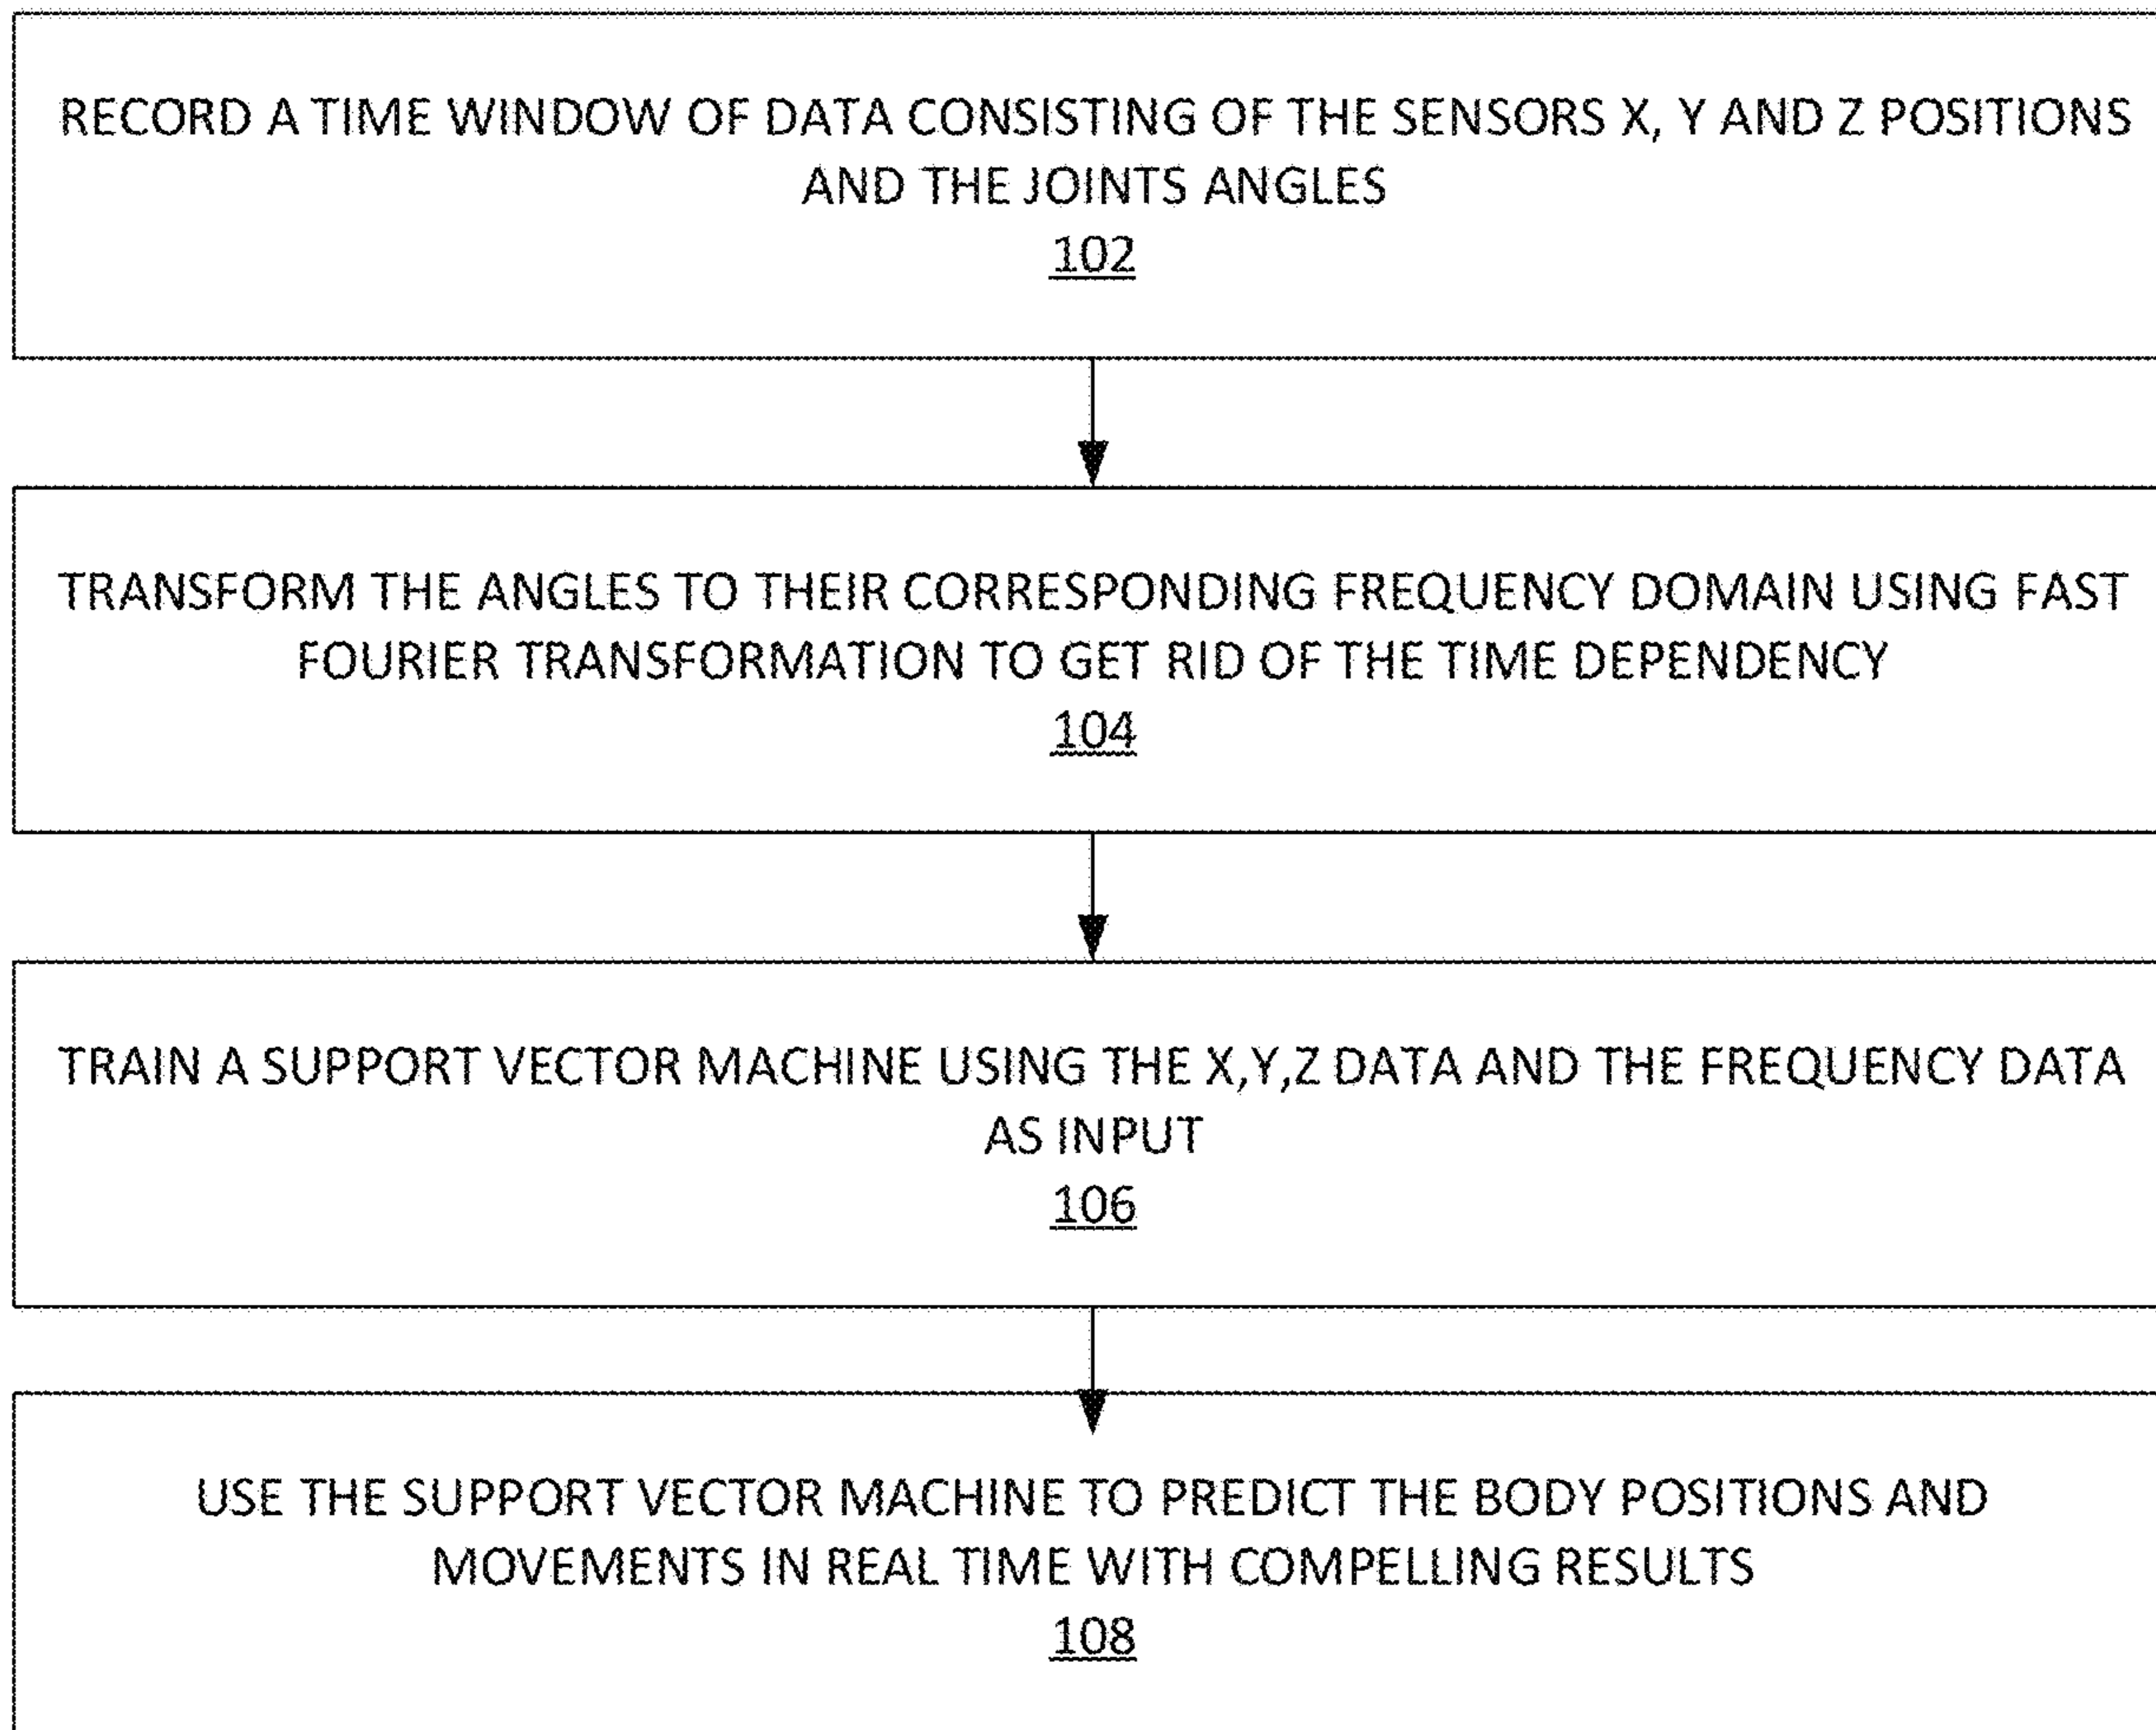 RECORD A TIME WINDOW OF DATA CONSISTING OF THE SENSORS X, Y AND Z POSITIONS
AND THE JOINTS ANGLES
102
TRANSFORM THE ANGLES TO THEIR CORRESPONDING FREQUENCY DOMAIN USING FAST
FOURIER TRANSFORMATION TO GET RID OF THE TIME DEPENDENCY
104
TRAIN A SUPPORT VECTOR MACHINE USING THE X,Y,Z DATA AND THE FREQUENCY DATA
AS INPUT
106
USE THE SUPPORT VECTOR MACHINE TO PREDICT THE BODY POSITIONS AND
MOVEMENTS IN REAL TIME WITH COMPELLING RESULTS
108